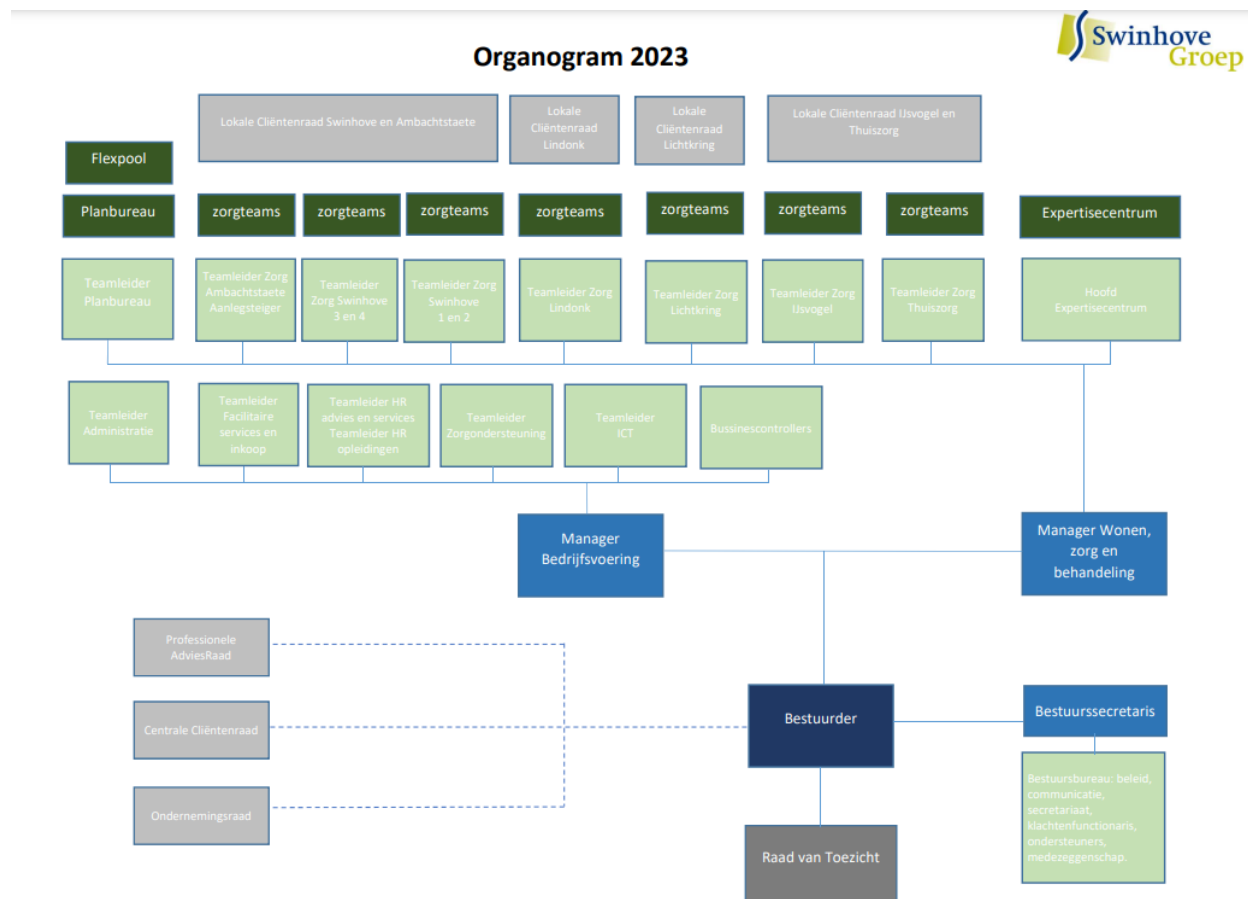 Swinhove
Groep
Organogram 2023
Lokale Cliëntenraad Swinhove en Ambachtstaete
Lokale
Cliëntenraad
Lindonk
Lokale
Cliëntenraad
Lichtkring
Lokale Cliëntenraad IJsvogel en
Thuiszorg
Flexpool
Planbureau
zorgteams
zorgteams
zorgteams
zorgteams
zorgteams
zorgteams
zorgteams
Expertisecentrum
Teamleider
Planbureau
Teamleider Zorg
Ambachtstaete
Aanlegsteiger
Teamleider
Zorg Swinhove
3 en 4
Teamleider Zorg
Swinhove
1 en 2
Teamleider Zorg
Lindonk
Teamleider Zorg
Lichtkring
Teamleider Zorg
IJsvogel
Teamleider Zorg
Thuiszorg
Hoofd
Expertisecentrum
Teamleider
Administratie
Teamleider
Facilitaire
services en
inkoop
Teamleider HR
advies en services
Teamleider HR
opleidingen
Teamleider
Zorgondersteuning
Teamleider
ICT
Bussinescontrollers
Manager
Bedrijfsvoering
Manager Wonen,
zorg en
behandeling
Professionele
AdviesRaad
Centrale Cliëntenraad
Ondernemingsraad
Bestuurder
Bestuurssecretaris
Bestuursbureau: beleid,
communicatie,
secretariaat,
klachtenfunctionaris,
ondersteuners,
medezeggenschap.
Raad van Toezicht